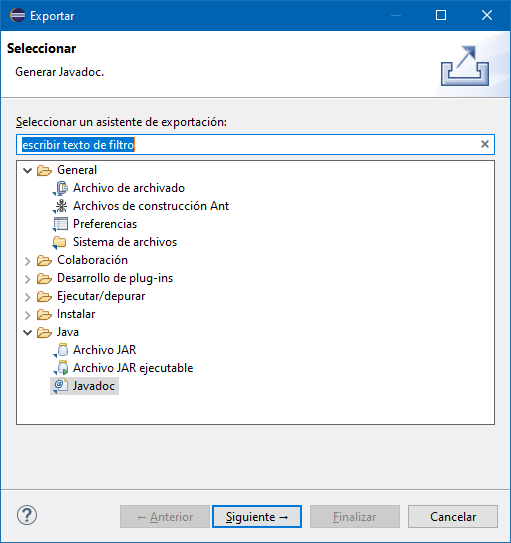 Exportar
Seleccionar
Generar Javadoc.
Seleccionar un asistente de exportación:
escribir texto de filtro
General
Archivo de archivado
Archivos de construcción Ant
Preferencias
Sistema de archivos
Colaboración
Desarrollo de plug-ins
Ejecutar/depurar
Instalar
Java
Archivo JAR
Archivo JAR ejecutable
Javadoc
← Anterior Siguiente → Finalizar Cancelar